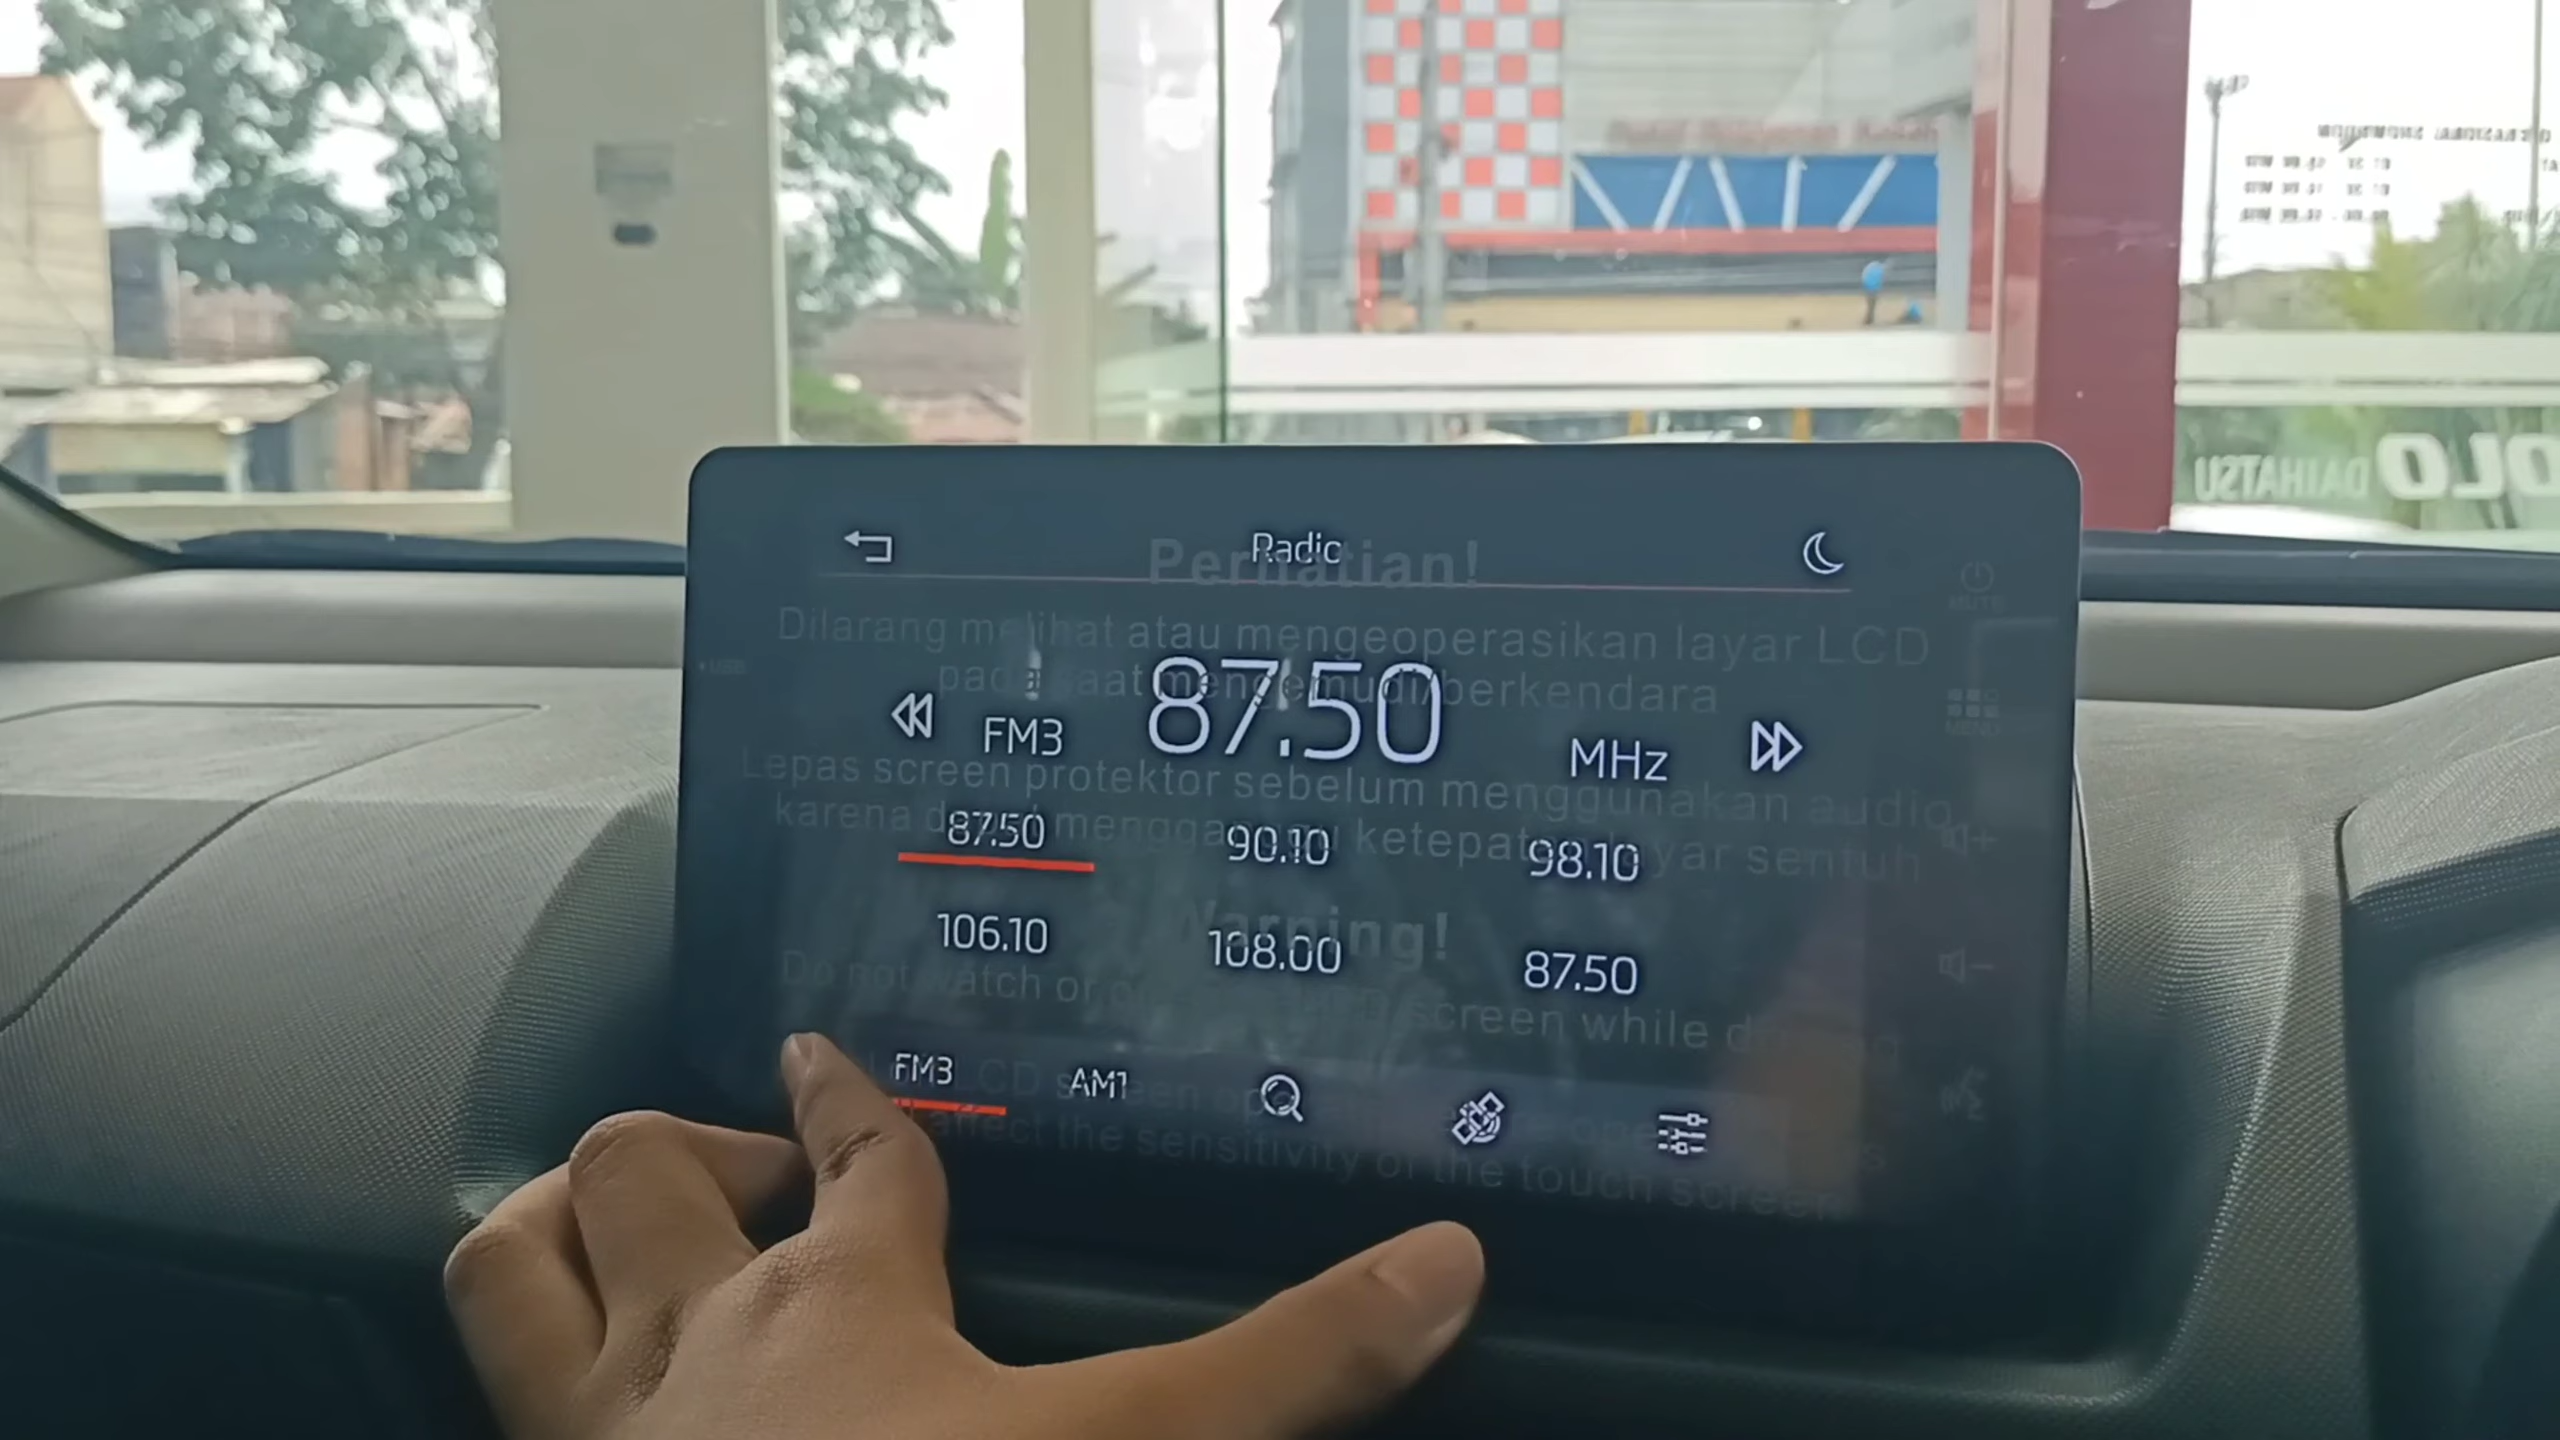 Radio
Perhatian!
Dilarang melihat atau mengeoperasikan layar LCD
pada saat mengemudi/berkendara
FM3 87.50 MHz
Lepas screen protektor sebelum menggunakan audio
karena dapat mengganggu ketepatan layar sentuh
87.50 90.10 98.10
Warning!
106.10 108.00 87.50
Do not watch or screen while driving
FM3 AM1
LCD screen
affect the sensitivity of the touch screen
MUTE
MENU
DAIHATSU